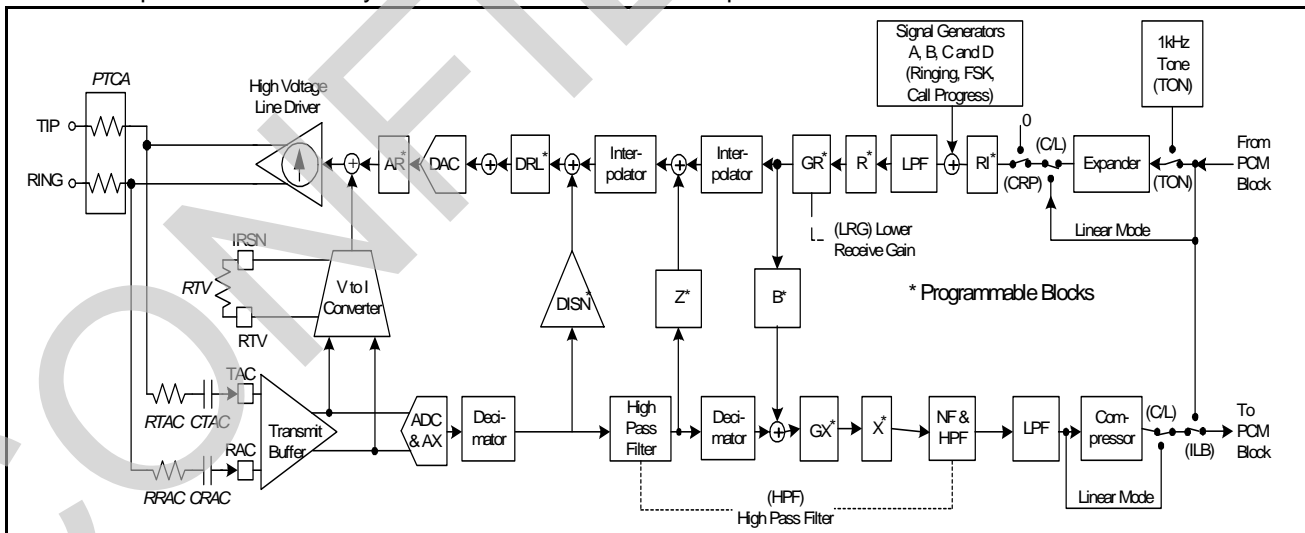 PTCA
TIP
RING
High Voltage
Line Driver
AR*
DAC
DRL*
Inter-
polator
Inter-
polator
GR*
R*
LPF
RI*
Signal Generators
A, B, C and D
(Ringing, FSK,
Call Progress)
0
(C/L)
(CRP)
Expander
1kHz
Tone
(TON)
(TON)
From
PCM
Block
Linear Mode
(LRG) Lower
Receive Gain
IRSN
RTV
RTV
V to I
Converter
DISN*
Z*
B*
* Programmable Blocks
TAC
RTAC CTAC
RAC
RRAC CRAC
Transmit
Buffer
ADC
& AX
Deci-
mator
High
Pass
Filter
Deci-
mator
GX*
X*
NF &
HPF
LPF
Com-
pressor
(C/L)
(ILB)
To
PCM
Block
Linear Mode
(HPF)
High Pass Filter